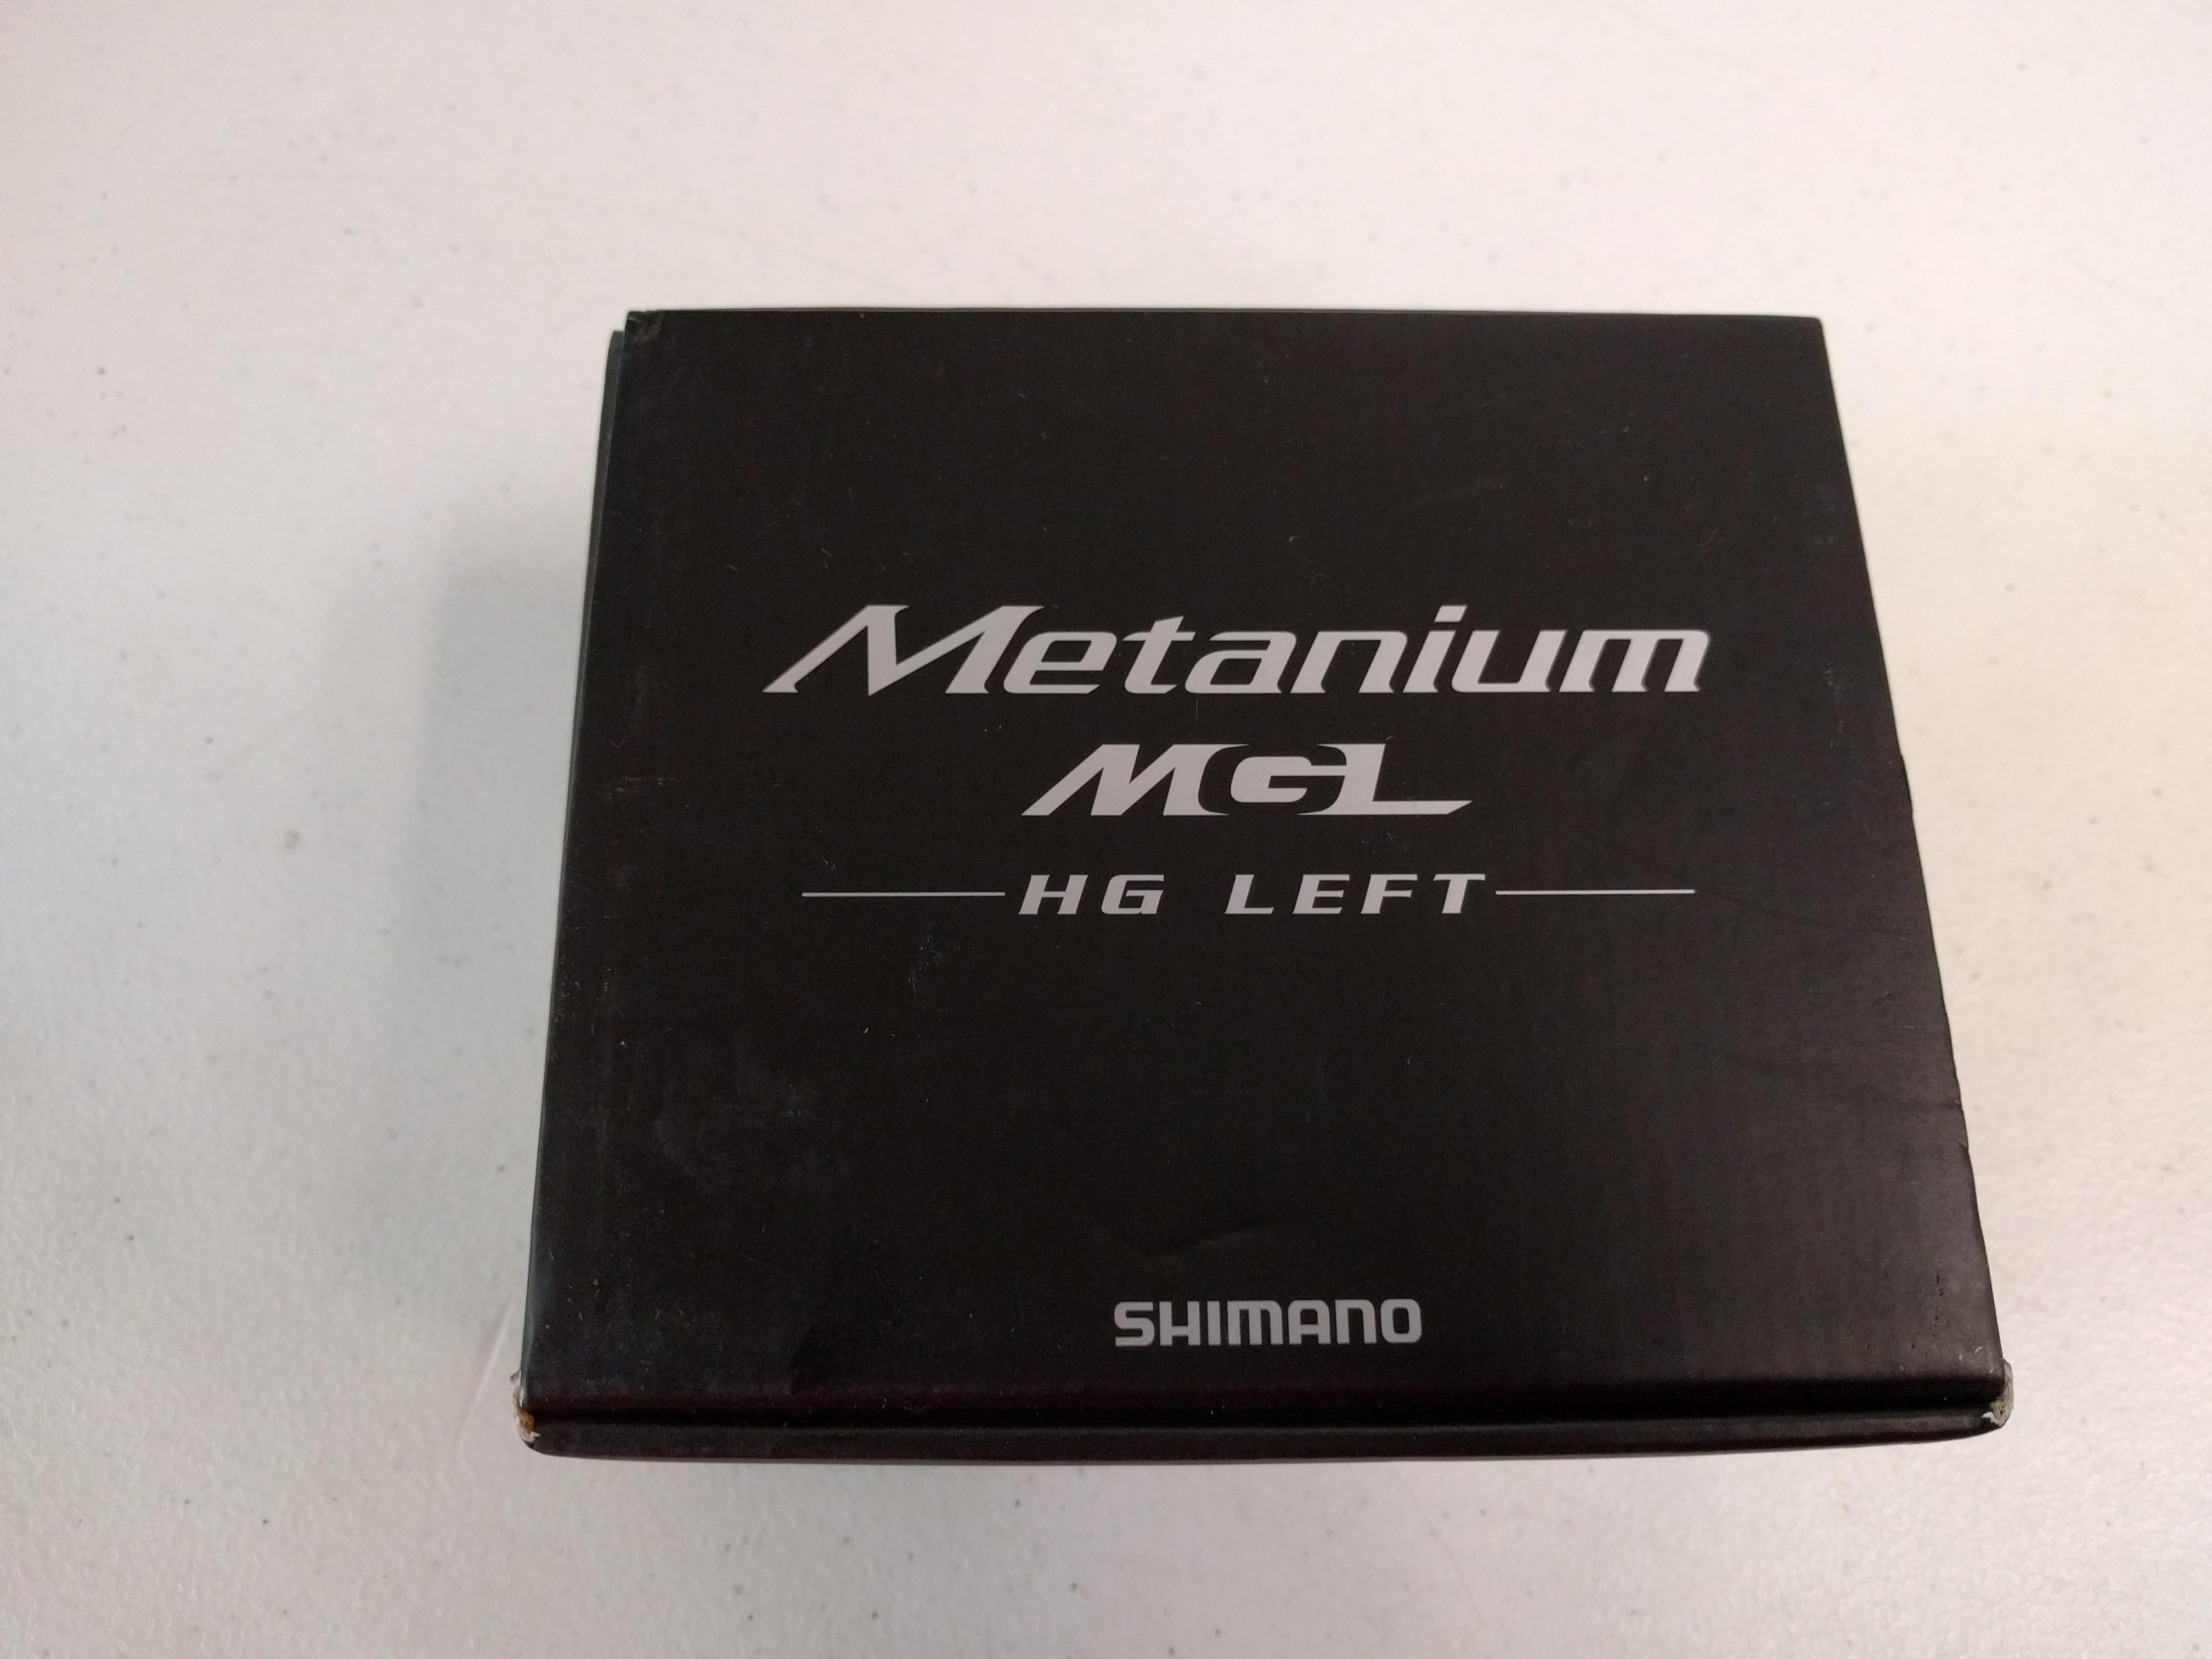 Metanium
MGL
HG LEFT
SHIMANO